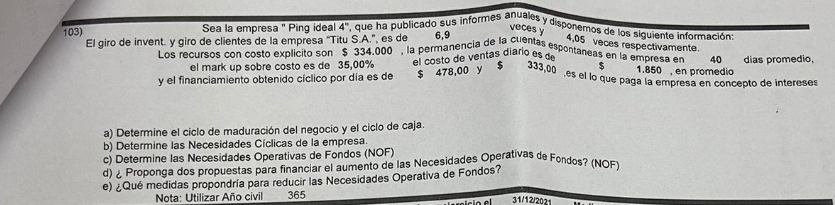 103) Sea la empresa " Ping ideal 4", que ha publicado sus informes anuales y disponemos de los siguiente información:
El giro de invent. y giro de clientes de la empresa "Titu S.A.", es de 6,9 veces y 4,05 veces respectivamente.
Los recursos con costo explicito son $ 334.000 , la permanencia de la cuentas espontaneas en la empresa en 40 dias promedio,
el mark up sobre costo es de 35,00% el costo de ventas diario es de $ 1.850 , en promedio
y el financiamiento obtenido cíclico por día es de $ 478,00 y $ 333,00 ,es el lo que paga la empresa en concepto de intereses
a) Determine el ciclo de maduración del negocio y el ciclo de caja.
b) Determine las Necesidades Cíclicas de la empresa.
c) Determine las Necesidades Operativas de Fondos (NOF)
d) ¿ Proponga dos propuestas para financiar el aumento de las Necesidades Operativas de Fondos? (NOF)
e) ¿Qué medidas propondría para reducir las Necesidades Operativa de Fondos?
Nota: Utilizar Año civil 365
el 31/12/2021